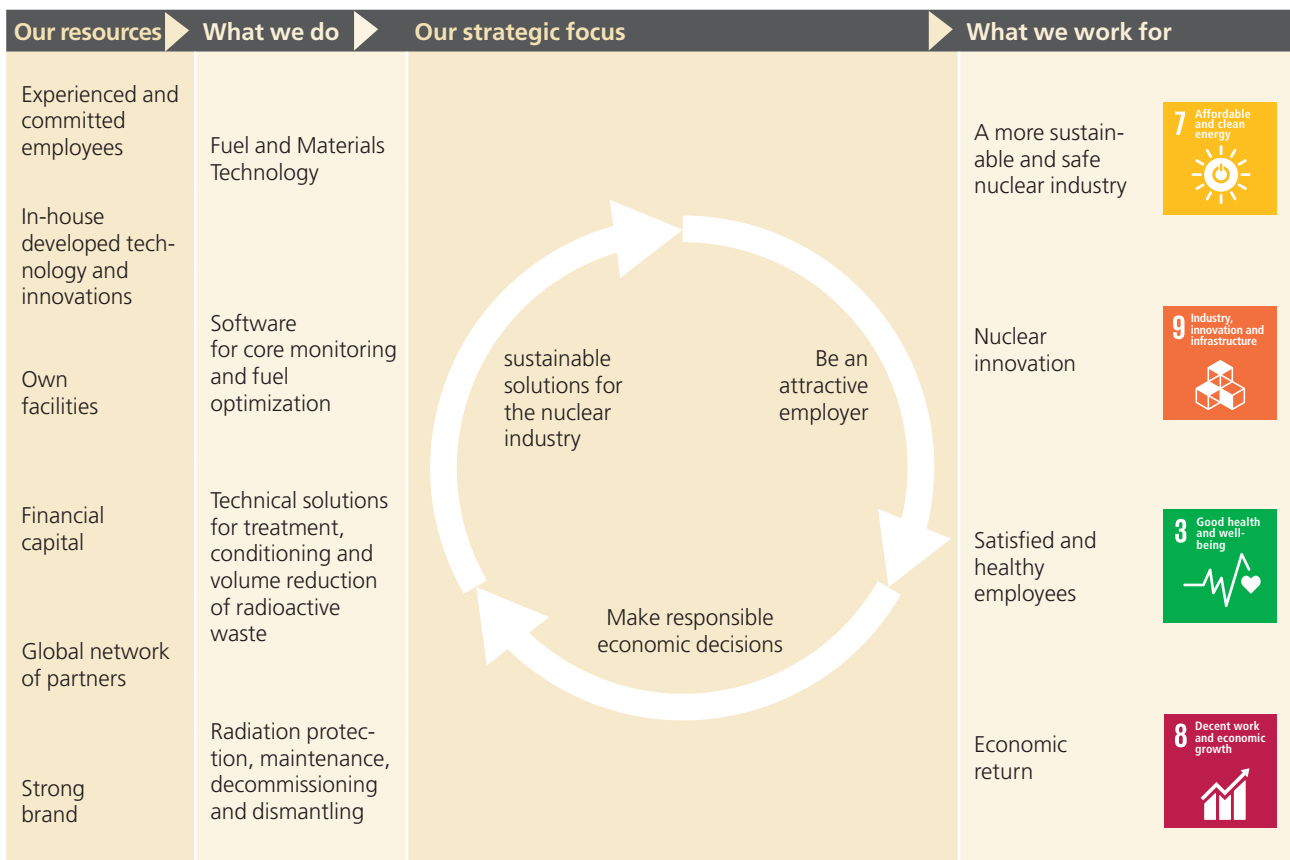 Our resources
What we do
Our strategic focus
What we work for
Experienced and
committed
employees
In-house
developed tech-
nology and
innovations
Own
facilities
Financial
capital
Global network
of partners
Strong
brand
Fuel and Materials
Technology
Software
for core monitoring
and fuel
optimization
Technical solutions
for treatment,
conditioning and
volume reduction
of radioactive
waste
Radiation protec-
tion, maintenance,
decommissioning
and dismantling
sustainable
solutions for
the nuclear
industry
Be an
attractive
employer
Make responsible
economic decisions
A more sustain-
able and safe
nuclear industry
7 Affordable
and clean
energy
Nuclear
innovation
9 Industry,
innovation and
infrastructure
Satisfied and
healthy
employees
3 Good health
and well-
being
Economic
return
8 Decent work
and economic
growth